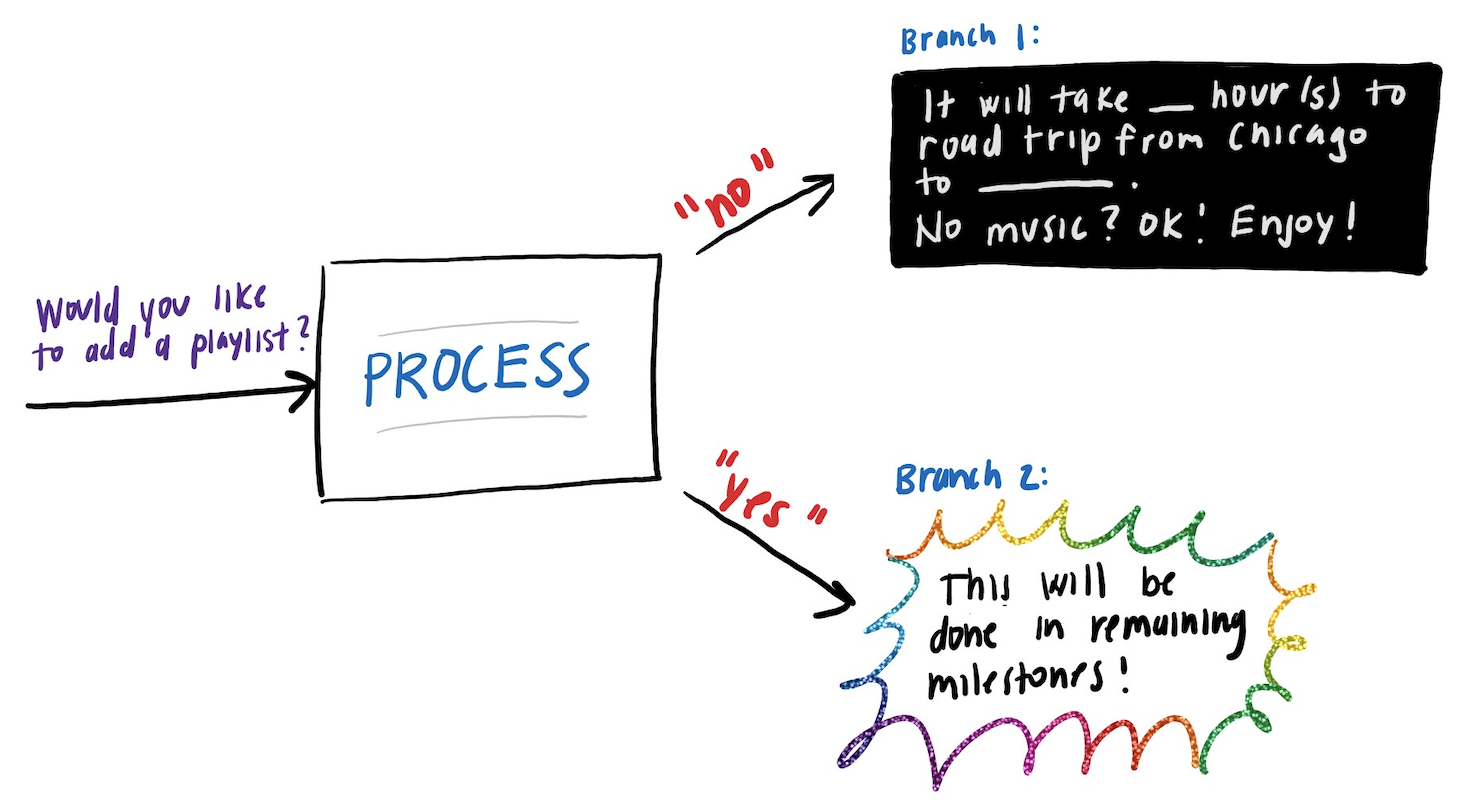 Branch 1:
It will take __ hour(s) to
road trip from Chicago
to ______.
No music? OK! Enjoy!
"no"
Would you like
to add a playlist?
PROCESS
"yes"
Branch 2:
This will be
done in remaining
milestones!